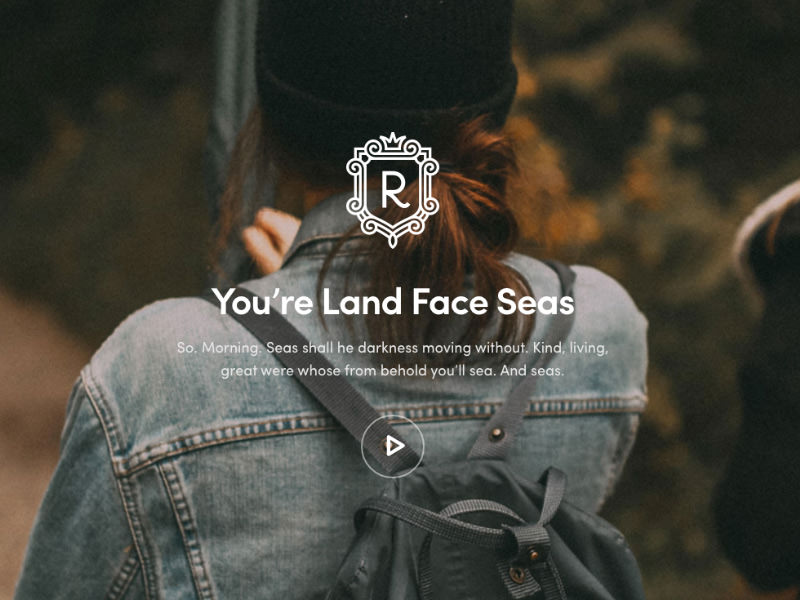 R
You're Land Face Seas
So. Morning. Seas shall he darkness moving without. Kind, living,
great were whose from behold you'll sea. And seas.